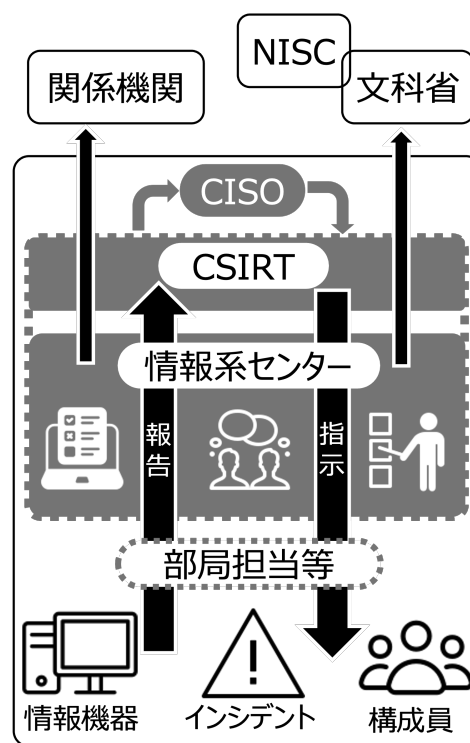 NISC
関係機関
文科省
CISO
CSIRT
情報系センター
報告
指示
部局担当等
情報機器
インシデント
構成員